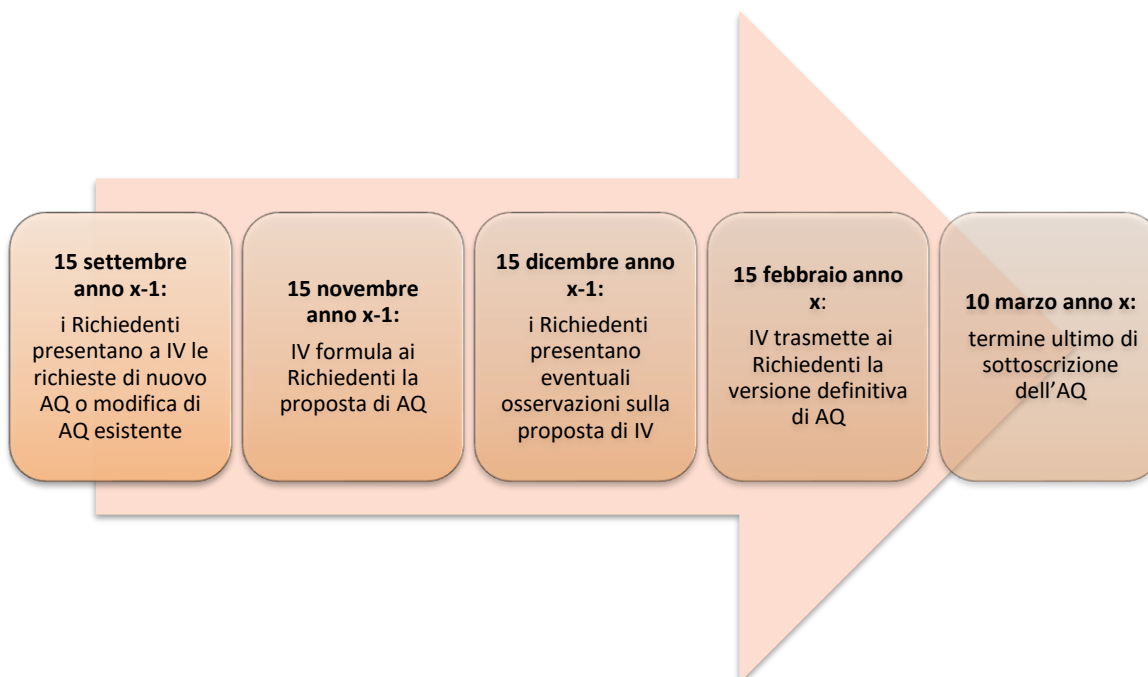 15 settembre
anno x-1:
i Richiedenti
presentano a IV le
richieste di nuovo
AQ o modifica di
AQ esistente
15 novembre
anno x-1:
IV formula ai
Richiedenti la
proposta di AQ
15 dicembre anno
x-1:
i Richiedenti
presentano
eventuali
osservazioni sulla
proposta di IV
15 febbraio anno
x:
IV trasmette ai
Richiedenti la
versione definitiva
di AQ
10 marzo anno x:
termine ultimo di
sottoscrizione
dell’AQ